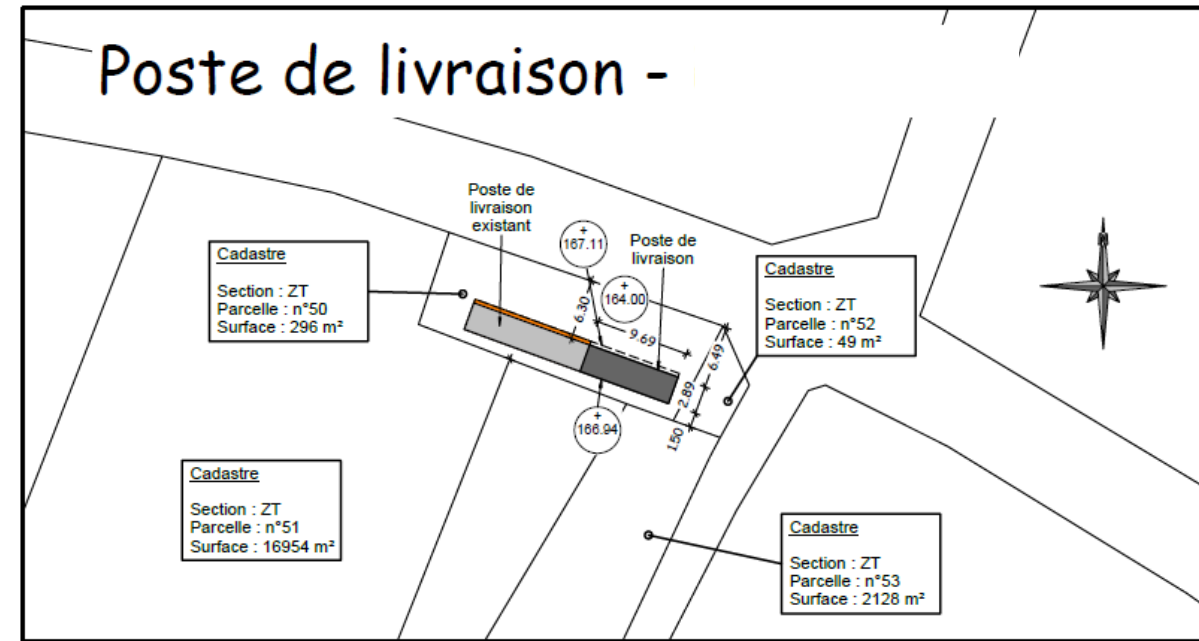 Poste de livraison -
Poste de
livraison
existant
+
167.11
Poste de
livraison
+
164.00
6.30
9.69
6.49
2.89
1.50
+
166.94
Cadastre
Section : ZT
Parcelle : n°50
Surface : 296 m²
Cadastre
Section : ZT
Parcelle : n°52
Surface : 49 m²
N
Cadastre
Section : ZT
Parcelle : n°51
Surface : 16954 m²
Cadastre
Section : ZT
Parcelle : n°53
Surface : 2128 m²